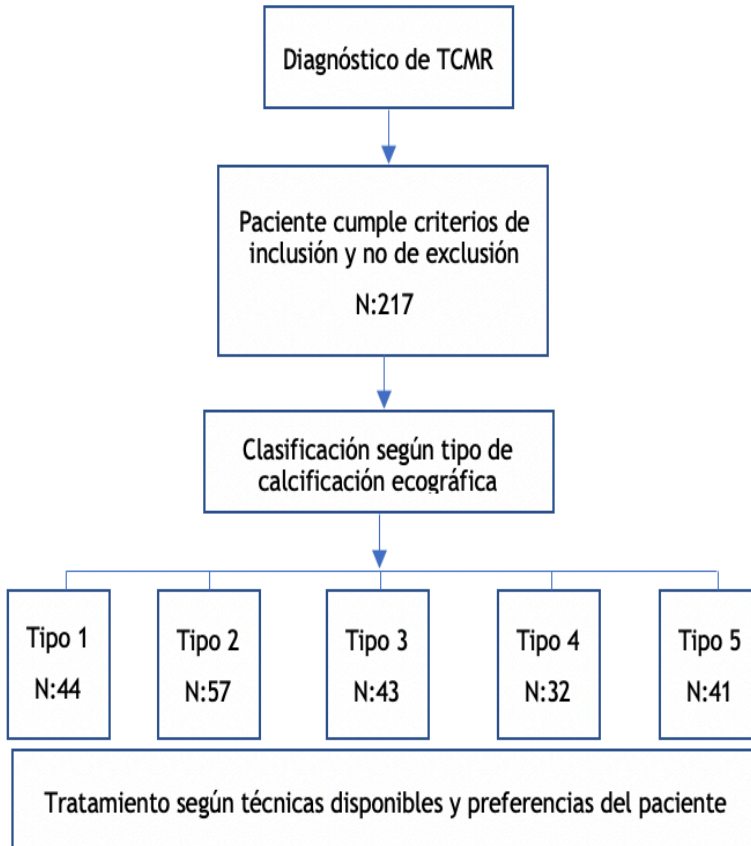 Diagnóstico de TCMR
Paciente cumple criterios de
inclusión y no de exclusión
N:217
Clasificación según tipo de
calcificación ecográfica
Tipo 1
N:44
Tipo 2
N:57
Tipo 3
N:43
Tipo 4
N:32
Tipo 5
N:41
Tratamiento según técnicas disponibles y preferencias del paciente